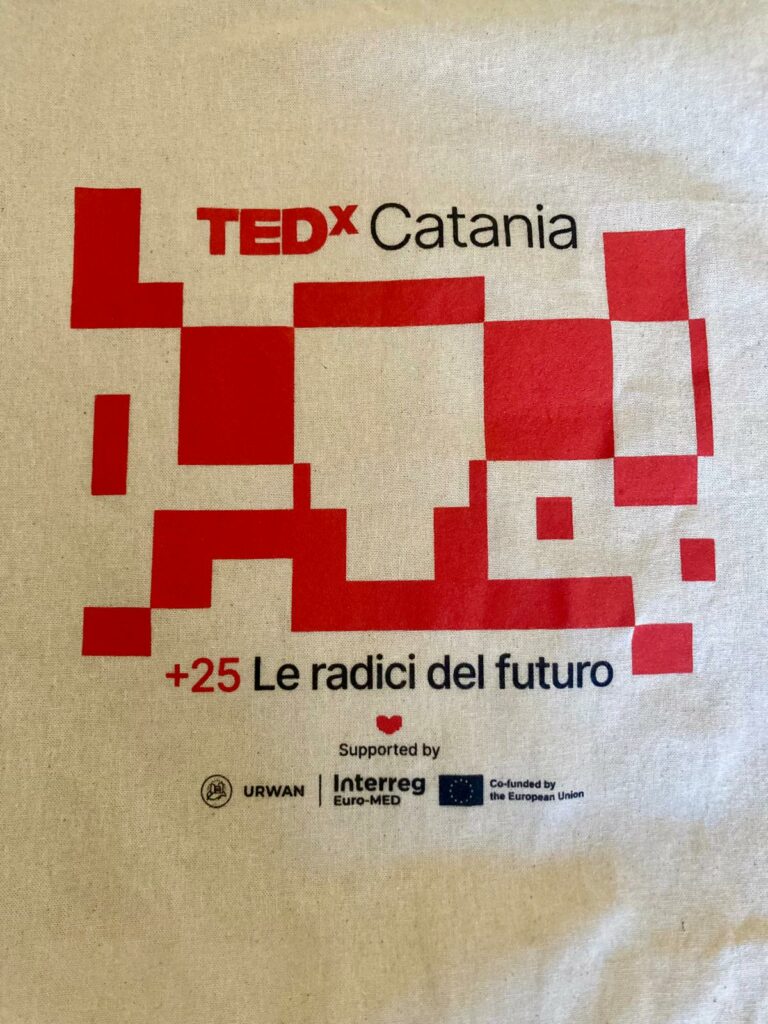 TEDx Catania
+25 Le radici del futuro
Supported by
URWAN
Interreg
Euro-MED
Co-funded by
the European Union